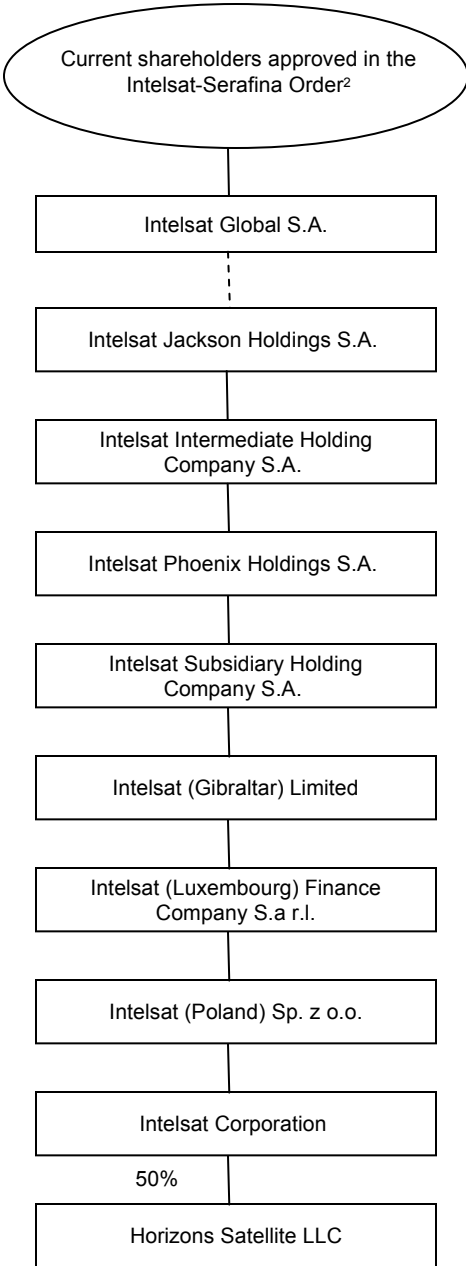 Current shareholders approved in the
Intelsat-Serafina Order²
Intelsat Global S.A.
Intelsat Jackson Holdings S.A.
Intelsat Intermediate Holding
Company S.A.
Intelsat Phoenix Holdings S.A.
Intelsat Subsidiary Holding
Company S.A.
Intelsat (Gibraltar) Limited
Intelsat (Luxembourg) Finance
Company S.a r.l.
Intelsat (Poland) Sp. z o.o.
Intelsat Corporation
50%
Horizons Satellite LLC